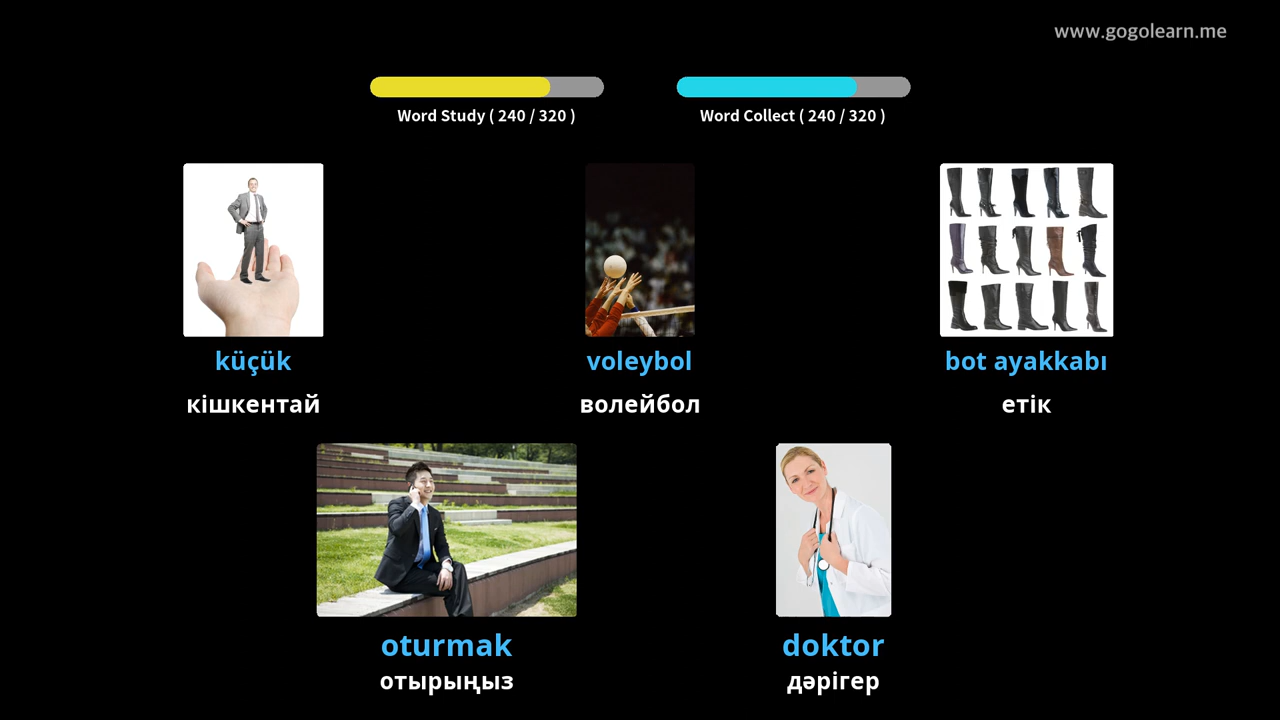 www.gogolearn.me
Word Study ( 240 / 320 )
Word Collect ( 240 / 320 )
küçük
voleybol
bot ayakkabı
кішкентай
волейбол
етік
oturmak
doktor
отырыңыз
дәрігер